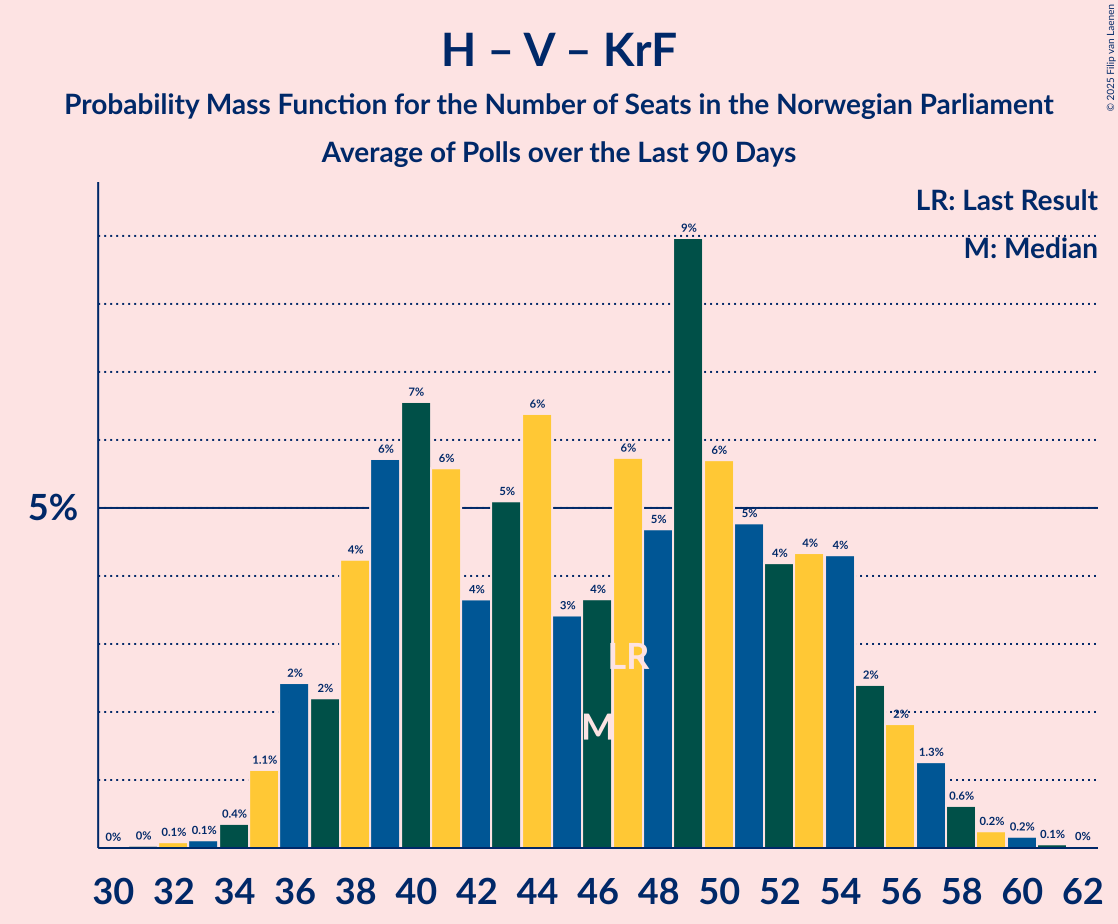 H – V – KrF
Probability Mass Function for the Number of Seats in the Norwegian Parliament
Average of Polls over the Last 90 Days
© 2025 Filip van Laenen
LR: Last Result
M: Median
5%
0% 0% 0.1% 0.1% 0.4% 1.1% 2% 2% 4% 6% 7% 6% 4% 5% 6% 3% 4% 6% 5% 9% 6% 5% 4% 4% 4% 2% 2% 1.3% 0.6% 0.2% 0.2% 0.1% 0%
LR
M
30 32 34 36 38 40 42 44 46 48 50 52 54 56 58 60 62